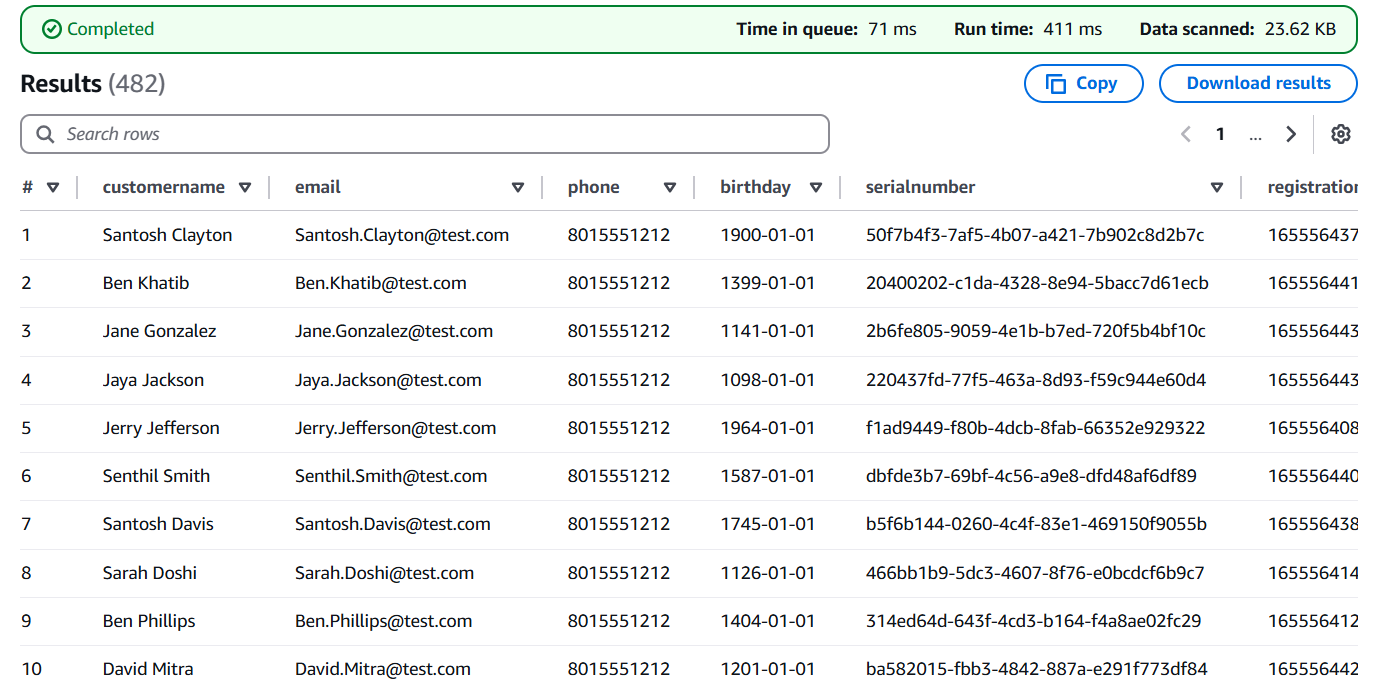 Completed Time in queue: 71 ms Run time: 411 ms Data scanned: 23.62 KB
Results (482) Copy Download results
Search rows 1 ...
# customername email phone birthday serialnumber registration
1 Santosh Clayton Santosh.Clayton@test.com 8015551212 1900-01-01 50f7b4f3-7af5-4b07-a421-7b902c8d2b7c 165556437
2 Ben Khatib Ben.Khatib@test.com 8015551212 1399-01-01 20400202-c1da-4328-8e94-5bacc7d61ecb 165556441
3 Jane Gonzalez Jane.Gonzalez@test.com 8015551212 1141-01-01 2b6fe805-9059-4e1b-b7ed-720f5b4bf10c 165556443
4 Jaya Jackson Jaya.Jackson@test.com 8015551212 1098-01-01 220437fd-77f5-463a-8d93-f59c944e60d4 165556443
5 Jerry Jefferson Jerry.Jefferson@test.com 8015551212 1964-01-01 f1ad9449-f80b-4dcb-8fab-66352e929322 165556408
6 Senthil Smith Senthil.Smith@test.com 8015551212 1587-01-01 dbfde3b7-69bf-4c56-a9e8-dfd48af6df89 165556440
7 Santosh Davis Santosh.Davis@test.com 8015551212 1745-01-01 b5f6b144-0260-4c4f-83e1-469150f9055b 165556438
8 Sarah Doshi Sarah.Doshi@test.com 8015551212 1126-01-01 466bb1b9-5dc3-4607-8f76-e0bcdcf6b9c7 165556414
9 Ben Phillips Ben.Phillips@test.com 8015551212 1404-01-01 314ed64d-643f-4cd3-b164-f4a8ae02fc29 165556412
10 David Mitra David.Mitra@test.com 8015551212 1201-01-01 ba582015-fbb3-4842-887a-e291f773df84 165556442